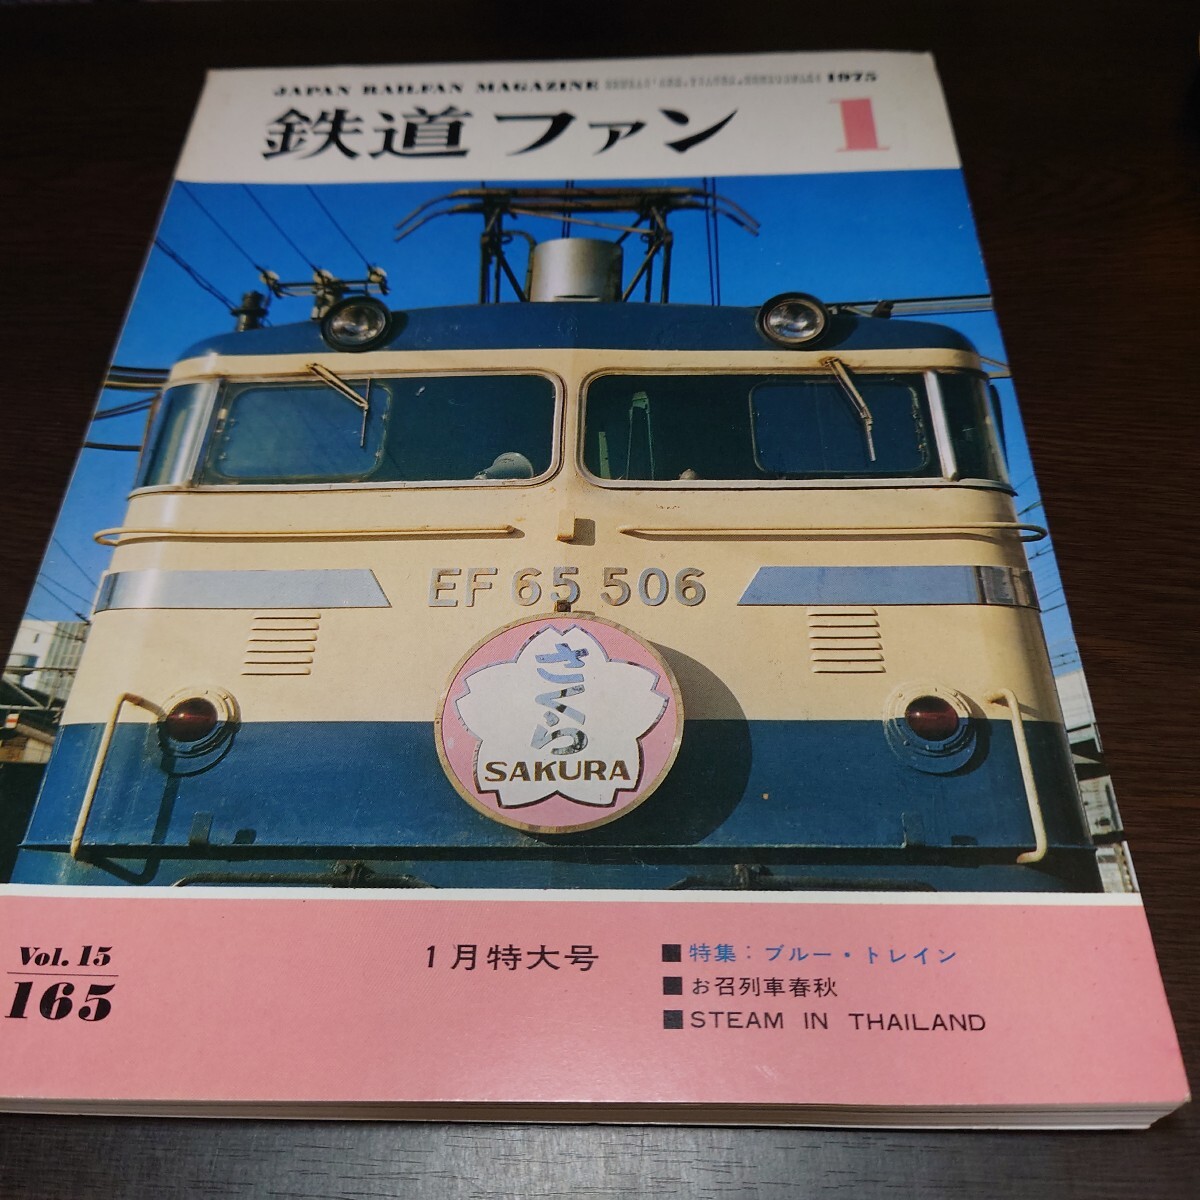 JAPAN RAILFAN MAGAZINE 1975
鉄道ファン 1
EF 65 506
さくら
SAKURA
Vol. 15
165
1月特大号
■特集：ブルー・トレイン
■お召列車春秋
■STEAM IN THAILAND